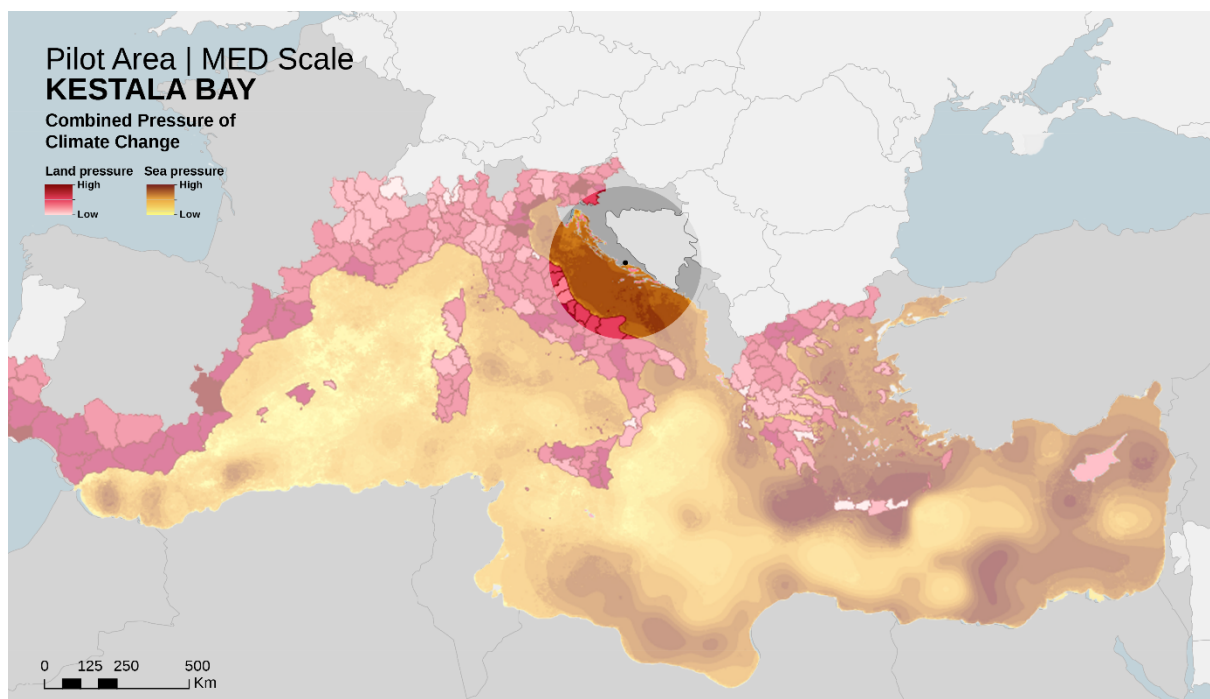 Pilot Area | MED Scale
KESTALA BAY
Combined Pressure of
Climate Change
Land pressure Sea pressure
High High
Low Low
0 125 250 500
Km